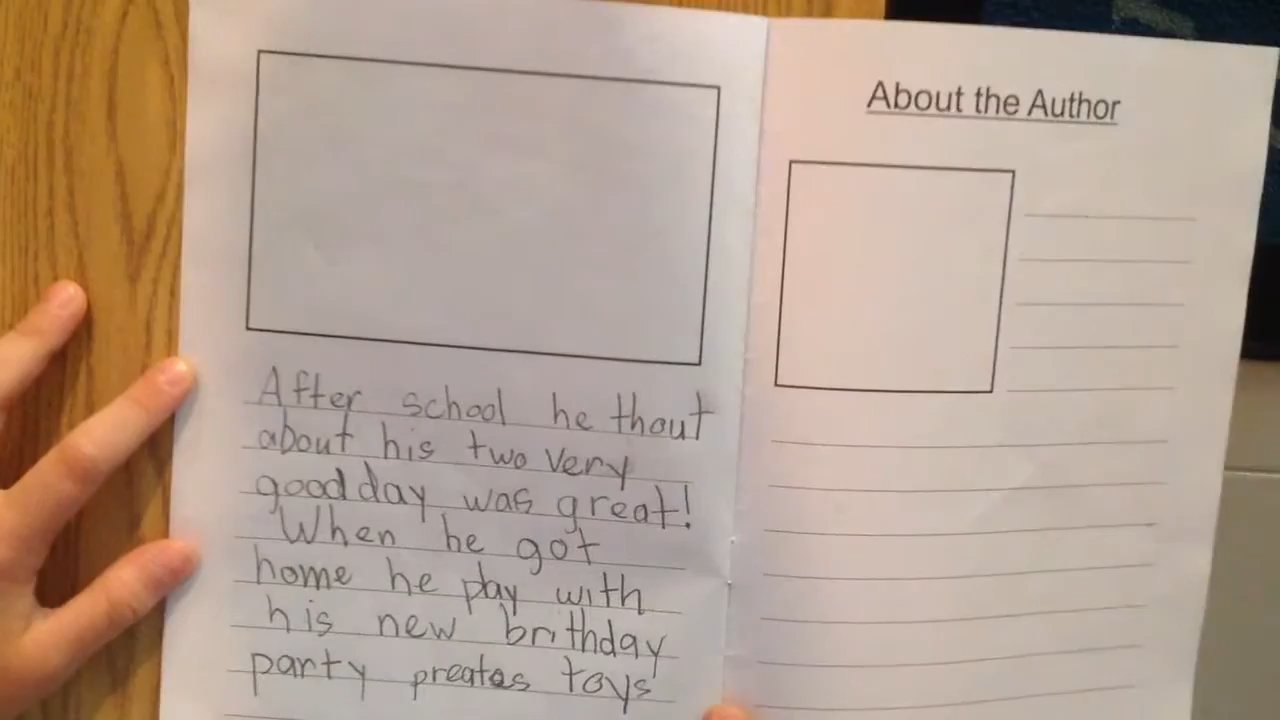 After school he thout
about his two very
good day was great!
When he got
home he play with
his new brithday
party preates toys
About the Author